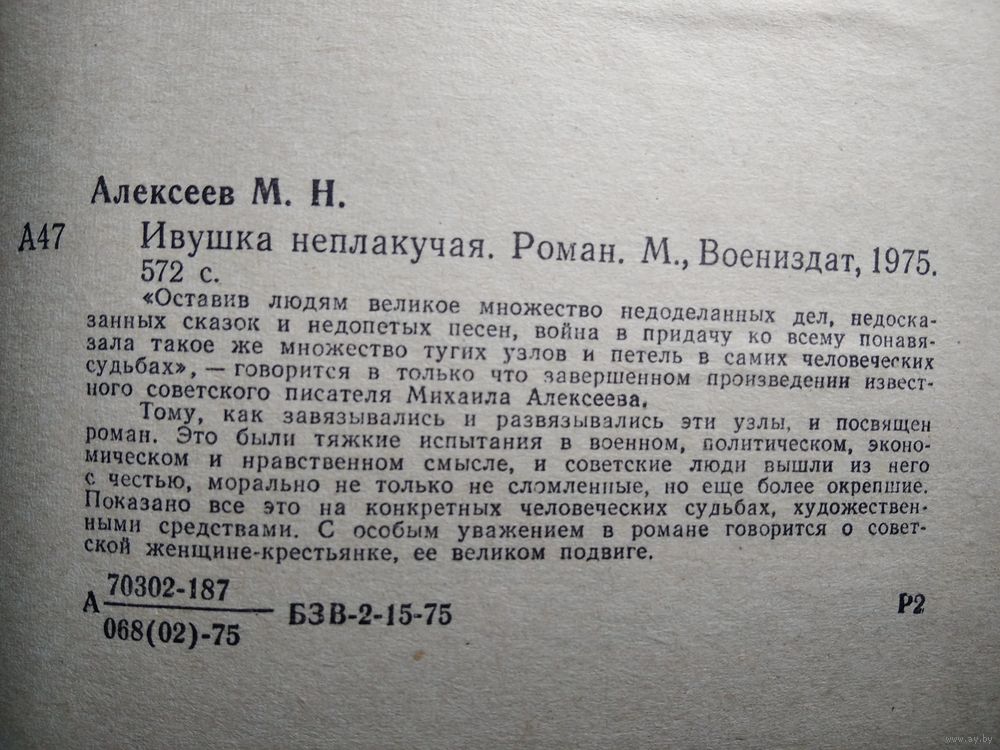 Алексеев М. Н.
А47 Ивушка неплакучая. Роман. М., Воениздат, 1975.
572 с.
«Оставив людям великое множество недоделанных дел, недоска-
занных сказок и недопетых песен, война в придачу ко всему понавя-
зала такое же множество тугих узлов и петель в самих человеческих
судьбах», — говорится в только что завершенном произведении извест-
ного советского писателя Михаила Алексеева.
Тому, как завязывались и развязывались эти узлы, и посвящен
роман. Это были тяжкие испытания в военном, политическом, эконо-
мическом и нравственном смысле, и советские люди вышли из него
с честью, морально не только не сломленные, но еще более окрепшие.
Показано все это на конкретных человеческих судьбах, художествен-
ными средствами. С особым уважением в романе говорится о совет-
ской женщине-крестьянке, ее великом подвиге.
А 70302-187
068(02)-75 БЗВ-2-15-75 Р2
www.ay.by